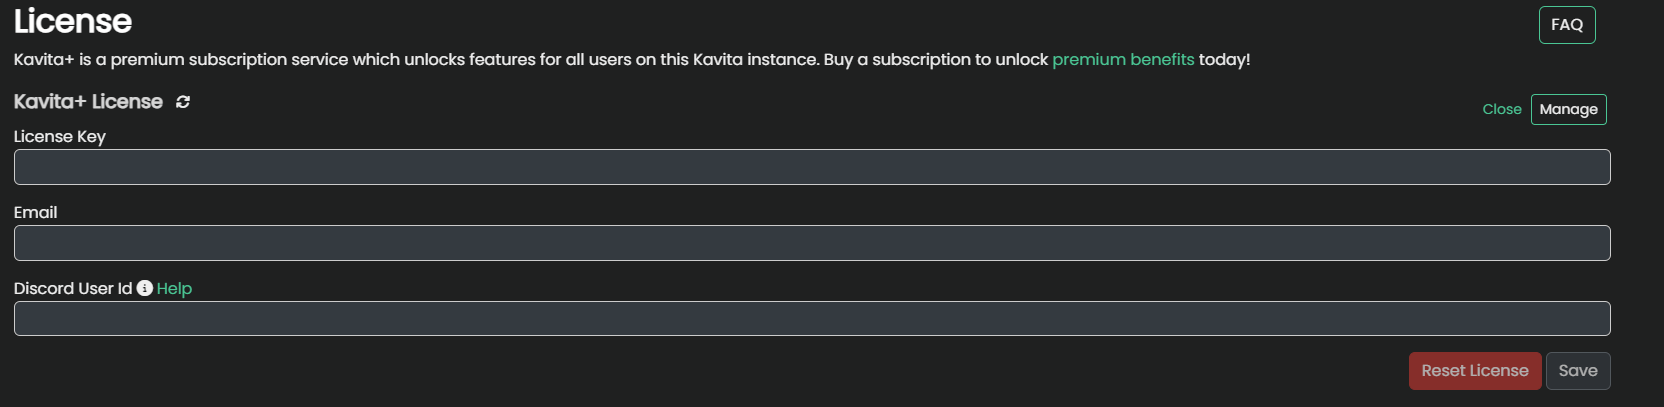 License
FAQ
Kavita+ is a premium subscription service which unlocks features for all users on this Kavita instance. Buy a subscription to unlock premium benefits today!
Kavita+ License
Close Manage
License Key
Email
Discord User Id Help
Reset License Save